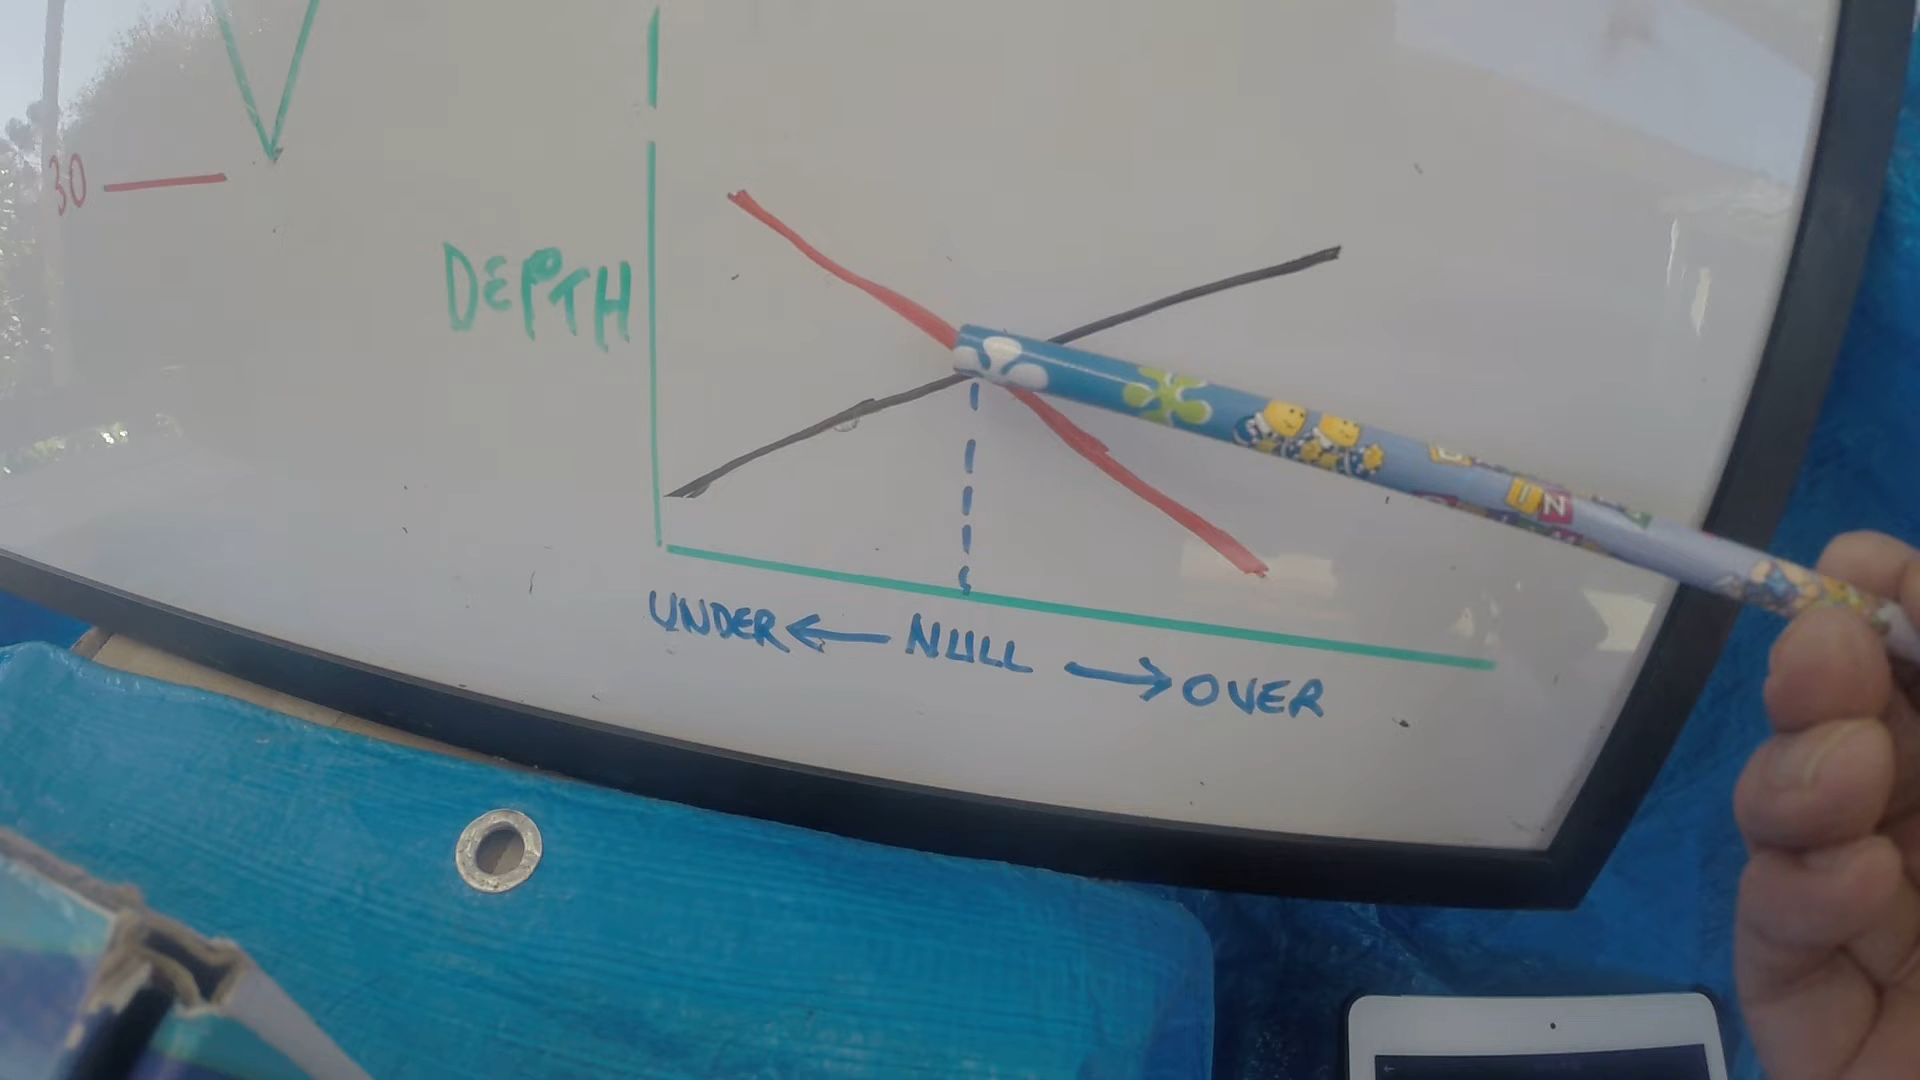 30
DEPTH
UNDER ← NULL → OVER